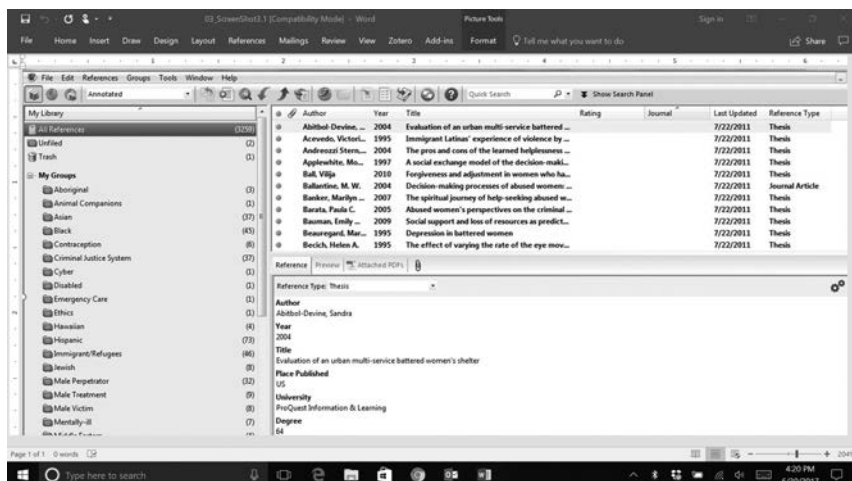 03_ScreenShot3.1 [Compatibility Mode] - Word Picture Tools Sign in
File Home Insert Draw Design Layout References Mailings Review View Zotero Add-ins Format Tell me what you want to do Share
File Edit References Groups Tools Window Help
Annotated Quick Search Show Search Panel
My Library
All References (3259)
Unfiled (2)
Trash (1)
My Groups
Aboriginal (3)
Animal Companions (1)
Asian (37)
Black (45)
Contraception (6)
Criminal Justice System (37)
Cyber (1)
Disabled (1)
Emergency Care (1)
Ethics (1)
Hawaiian (4)
Hispanic (73)
Immigrant/Refugees (46)
Jewish (8)
Male Perpetrator (32)
Male Treatment (9)
Male Victim (8)
Mentally-ill (7)
Author Year Title Rating Journal Last Updated Reference Type
Abitbol-Devine, ... 2004 Evaluation of an urban multi-service battered ... 7/22/2011 Thesis
Acevedo, Victori... 1995 Immigrant Latinas' experience of violence by ... 7/22/2011 Thesis
Andreozzi Stern,... 2004 The pros and cons of the learned helplessness ... 7/22/2011 Thesis
Applewhite, Mo... 1997 A social exchange model of the decision-maki... 7/22/2011 Thesis
Ball, Vilija 2010 Forgiveness and adjustment in women who ha... 7/22/2011 Thesis
Ballantine, M. W. 2004 Decision-making processes of abused women: ... 7/22/2011 Journal Article
Banker, Marilyn ... 2007 The spiritual journey of help-seeking abused w... 7/22/2011 Thesis
Barata, Paula C. 2005 Abused women's perspectives on the criminal ... 7/22/2011 Thesis
Bauman, Emily ... 2009 Social support and loss of resources as predict... 7/22/2011 Thesis
Beauregard, Mar... 1995 Depression in battered women 7/22/2011 Thesis
Becich, Helen A. 1995 The effect of varying the rate of the eye mov... 7/22/2011 Thesis
Reference Preview Attached PDFs
Reference Type: Thesis
Author
Abitbol-Devine, Sandra
Year
2004
Title
Evaluation of an urban multi-service battered women's shelter
Place Published
US
University
ProQuest Information & Learning
Degree
64
Page 1 of 1 0 words
Type here to search 4:20 PM